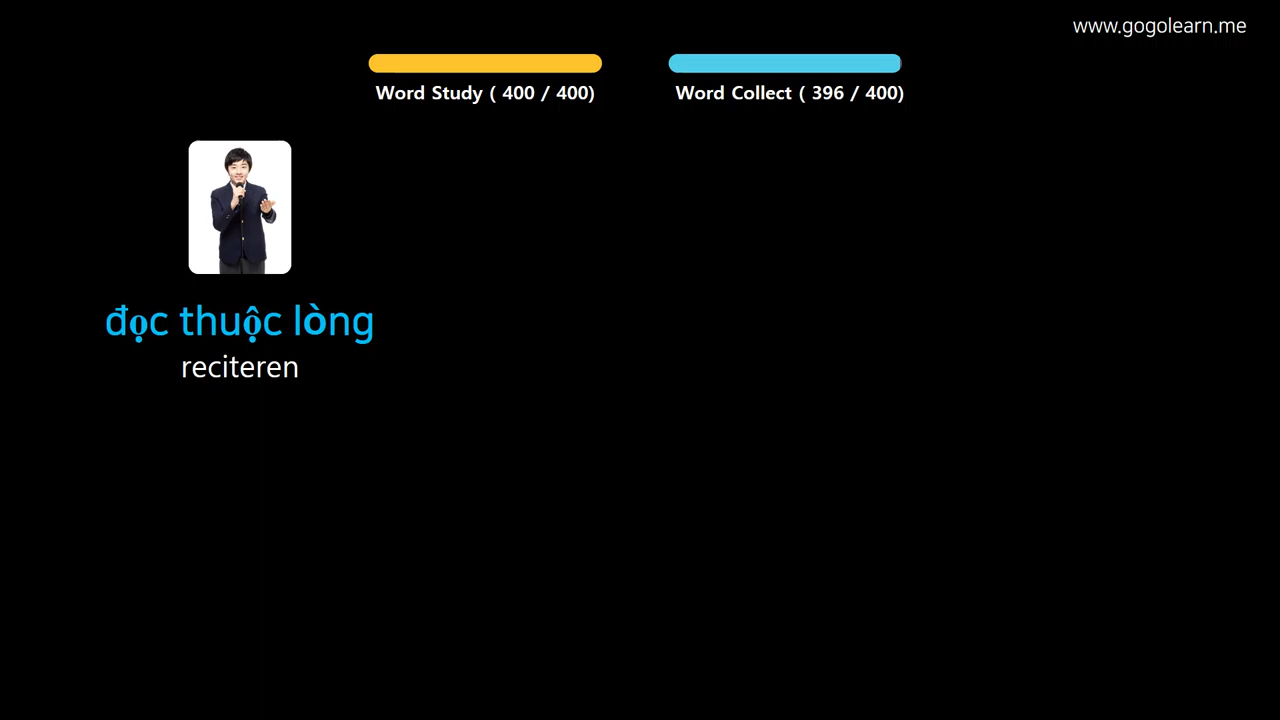 www.gogolearn.me
Word Study ( 400 / 400)
Word Collect ( 396 / 400)
đọc thuộc lòng
reciteren